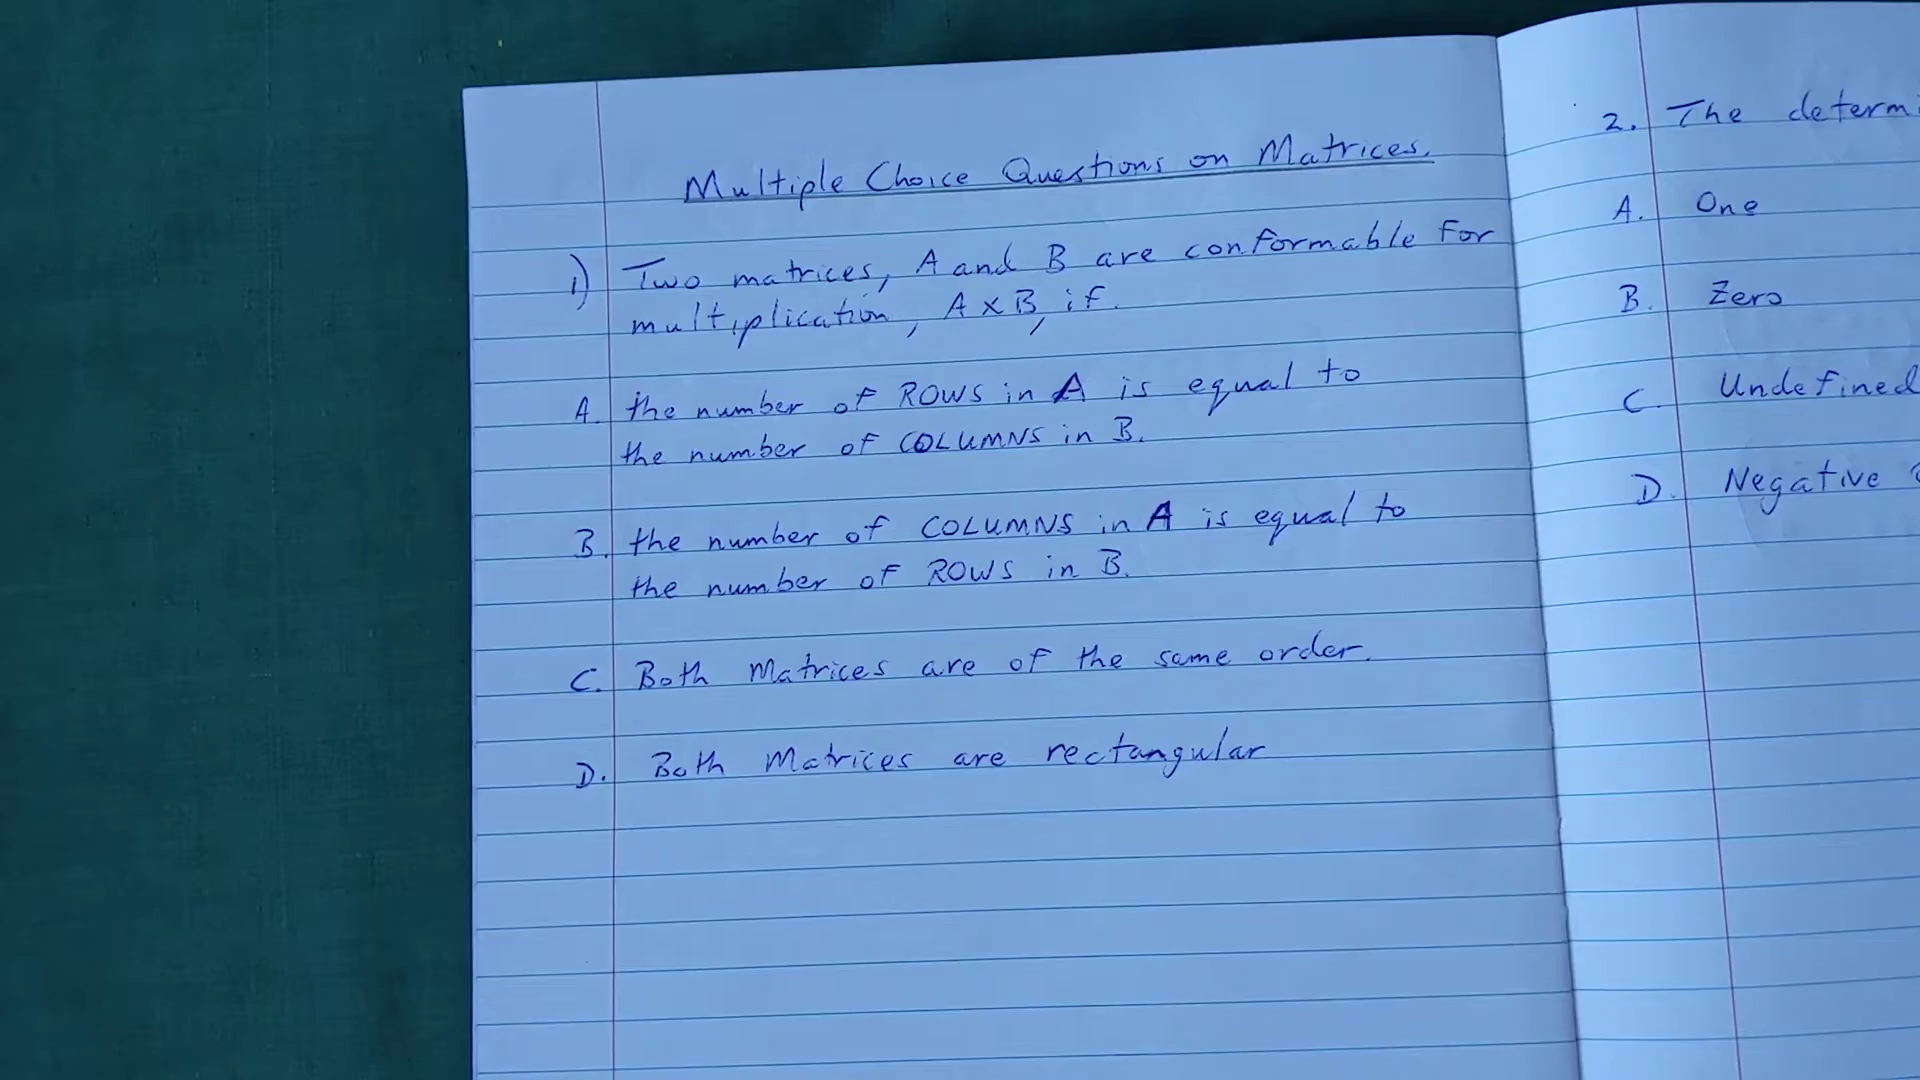 Multiple Choice Questions on Matrices.
1) Two matrices, A and B are conformable for
multiplication, A x B, if.
A. the number of ROWS in A is equal to
the number of COLUMNS in B.
B. the number of COLUMNS in A is equal to
the number of ROWS in B.
C. Both Matrices are of the same order.
D. Both Matrices are rectangular
2. The
A. One
B. Zero
C. Undefined
D. Negative